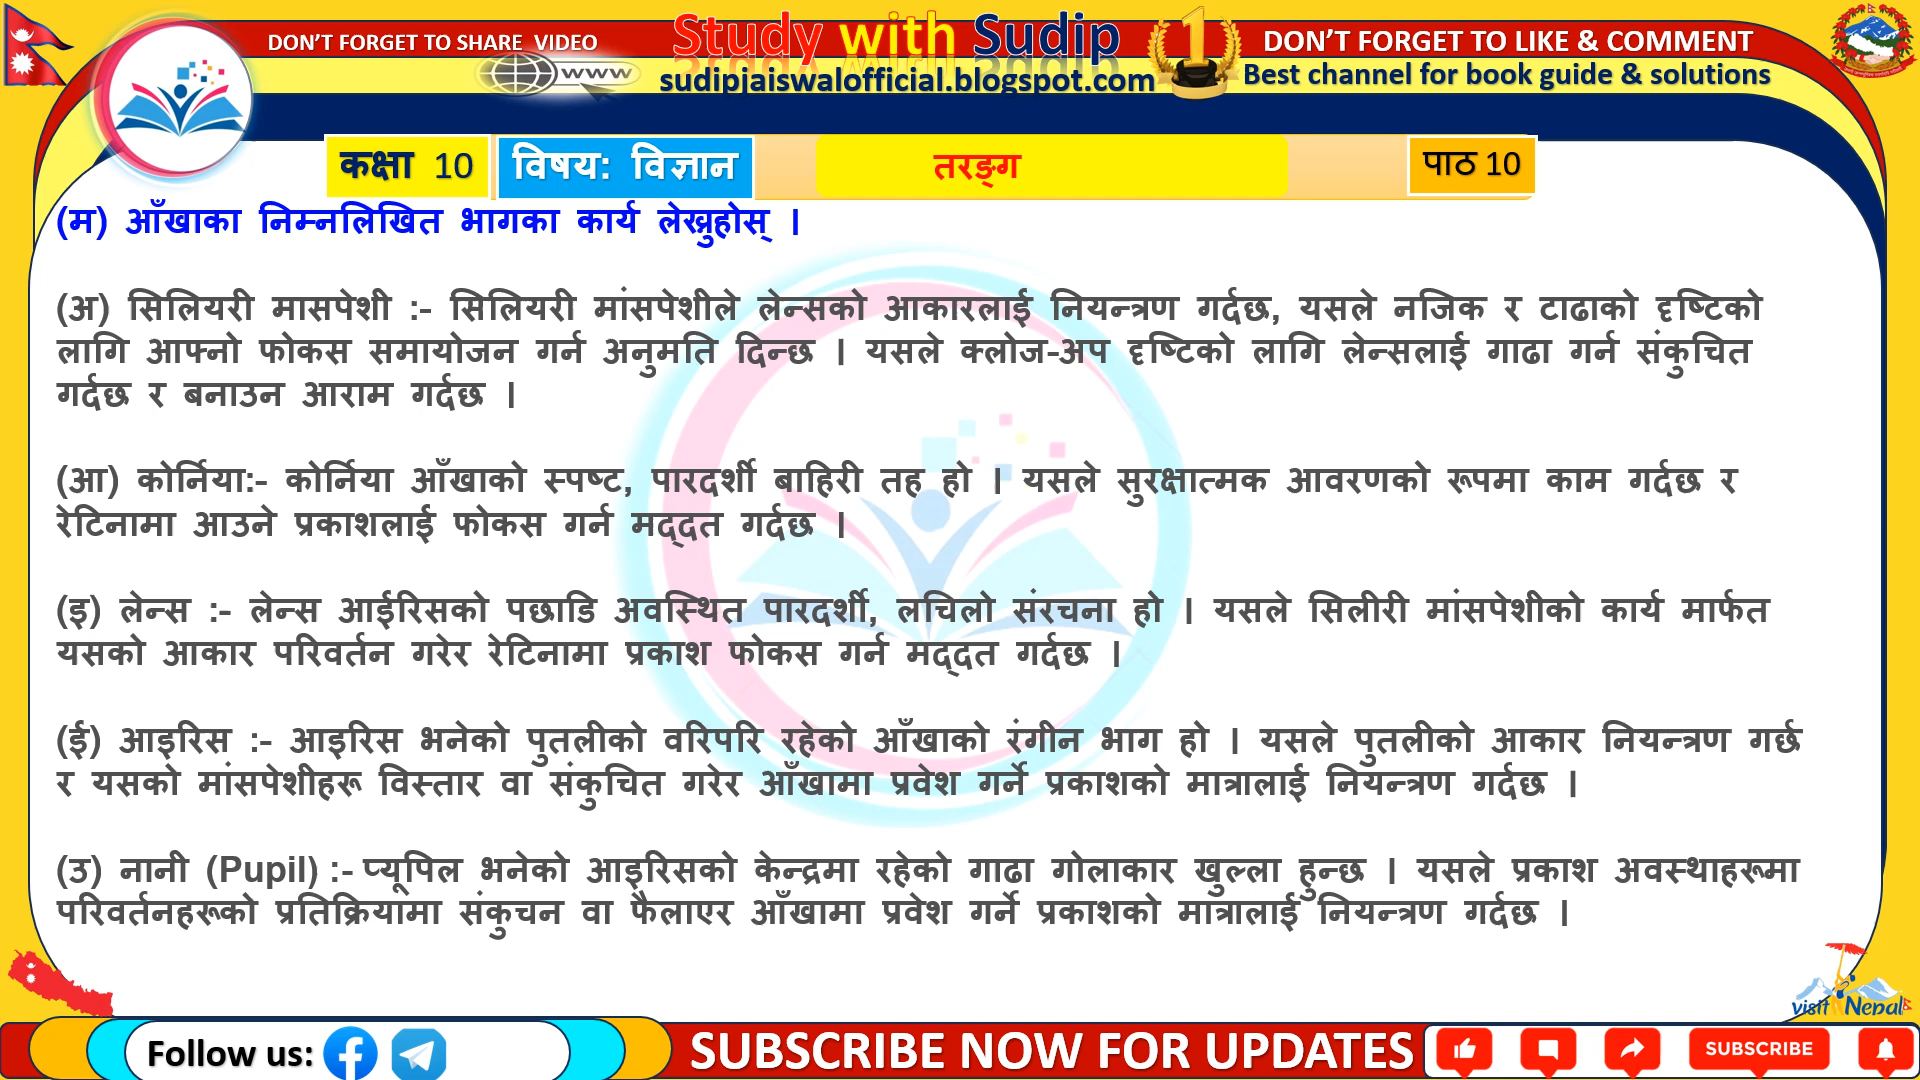 DON'T FORGET TO SHARE VIDEO
www
Study with Sudip
sudipjaiswalofficial.blogspot.com
1
DON'T FORGET TO LIKE & COMMENT
Best channel for book guide & solutions
कक्षा 10
विषय: विज्ञान
तरङ्ग
पाठ 10
(म) आँखाका निम्नलिखित भागका कार्य लेख्नुहोस् ।
(अ) सिलियरी मासपेशी :- सिलियरी मांसपेशीले लेन्सको आकारलाई नियन्त्रण गर्दछ, यसले नजिक र टाढाको दृष्टिको
लागि आफ्नो फोकस समायोजन गर्न अनुमति दिन्छ । यसले क्लोज-अप दृष्टिको लागि लेन्सलाई गाढा गर्न संकुचित
गर्दछ र बनाउन आराम गर्दछ ।
(आ) कोर्निया:- कोर्निया आँखाको स्पष्ट, पारदर्शी बाहिरी तह हो । यसले सुरक्षात्मक आवरणको रूपमा काम गर्दछ र
रेटिनामा आउने प्रकाशलाई फोकस गर्न मद्दत गर्दछ ।
(इ) लेन्स :- लेन्स आईरिसको पछाडि अवस्थित पारदर्शी, लचिलो संरचना हो । यसले सिलीरी मांसपेशीको कार्य मार्फत
यसको आकार परिवर्तन गरेर रेटिनामा प्रकाश फोकस गर्न मद्दत गर्दछ ।
(ई) आइरिस :- आइरिस भनेको पुतलीको वरिपरि रहेको आँखाको रंगीन भाग हो । यसले पुतलीको आकार नियन्त्रण गर्छ
र यसको मांसपेशीहरू विस्तार वा संकुचित गरेर आँखामा प्रवेश गर्ने प्रकाशको मात्रालाई नियन्त्रण गर्दछ ।
(उ) नानी (Pupil) :- प्यूपिल भनेको आइरिसको केन्द्रमा रहेको गाढा गोलाकार खुल्ला हुन्छ । यसले प्रकाश अवस्थाहरूमा
परिवर्तनहरूको प्रतिक्रियामा संकुचन वा फैलाएर आँखामा प्रवेश गर्ने प्रकाशको मात्रालाई नियन्त्रण गर्दछ ।
visit Nepal
Follow us:
SUBSCRIBE NOW FOR UPDATES
SUBSCRIBE